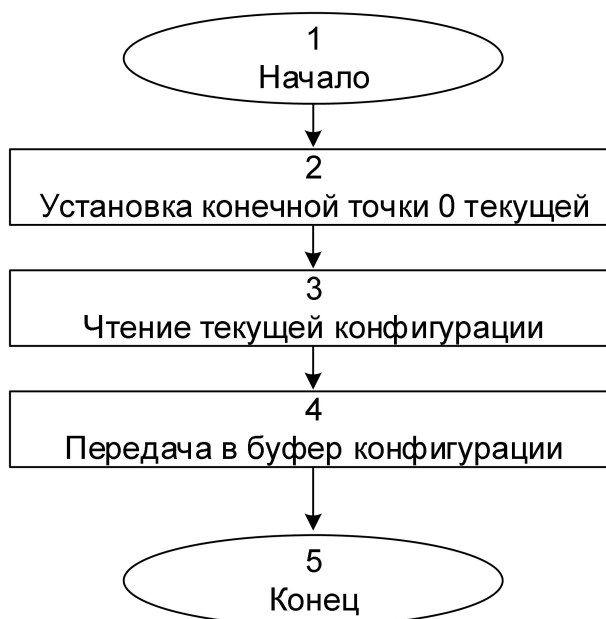 1
Начало
2
Установка конечной точки 0 текущей
3
Чтение текущей конфигурации
4
Передача в буфер конфигурации
5
Конец